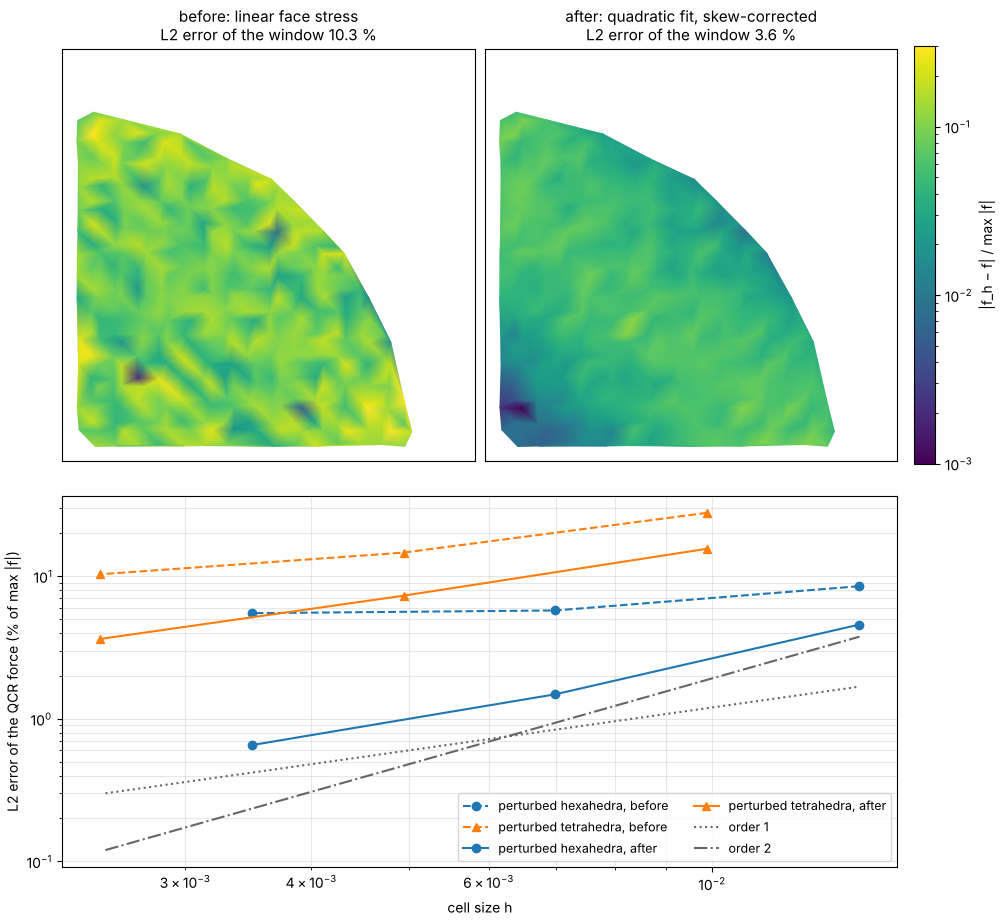 before: linear face stress
L2 error of the window 10.3 %
after: quadratic fit, skew-corrected
L2 error of the window 3.6 %
10⁻¹
10⁻²
10⁻³
|f_h − f| / max |f|
L2 error of the QCR force (% of max |f|)
10¹
10⁰
10⁻¹
perturbed hexahedra, before
perturbed tetrahedra, before
perturbed hexahedra, after
perturbed tetrahedra, after
order 1
order 2
3 × 10⁻³
4 × 10⁻³
6 × 10⁻³
10⁻²
cell size h